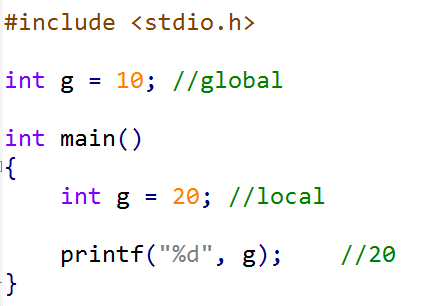 #include <stdio.h>
int g = 10; //global
int main()
{
int g = 20; //local
printf("%d", g); //20
}